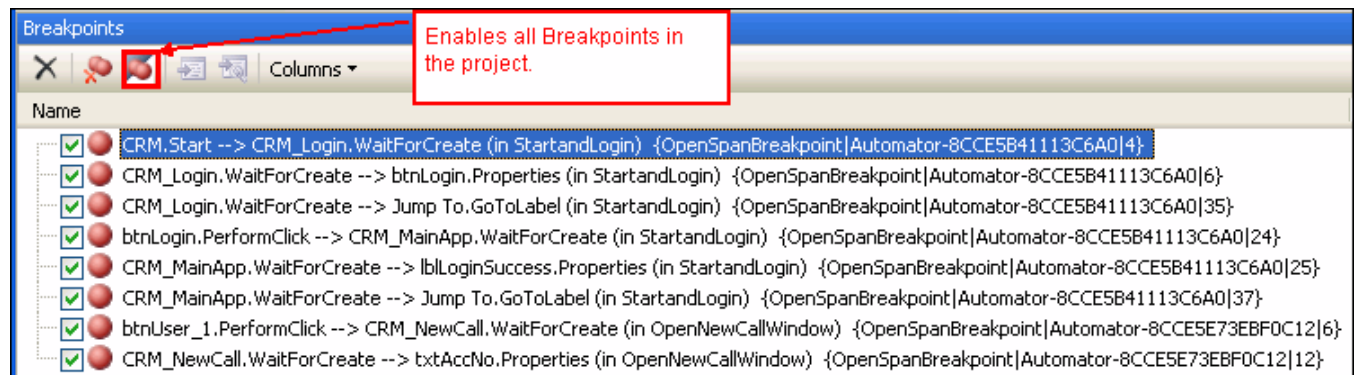 Breakpoints
Enables all Breakpoints in
the project.
Columns
Name
CRM.Start --> CRM_Login.WaitForCreate (in StartandLogin) {OpenSpanBreakpoint|Automator-8CCE5B41113C6A0|4}
CRM_Login.WaitForCreate --> btnLogin.Properties (in StartandLogin) {OpenSpanBreakpoint|Automator-8CCE5B41113C6A0|6}
CRM_Login.WaitForCreate --> Jump To.GoToLabel (in StartandLogin) {OpenSpanBreakpoint|Automator-8CCE5B41113C6A0|35}
btnLogin.PerformClick --> CRM_MainApp.WaitForCreate (in StartandLogin) {OpenSpanBreakpoint|Automator-8CCE5B41113C6A0|24}
CRM_MainApp.WaitForCreate --> lblLoginSuccess.Properties (in StartandLogin) {OpenSpanBreakpoint|Automator-8CCE5B41113C6A0|25}
CRM_MainApp.WaitForCreate --> Jump To.GoToLabel (in StartandLogin) {OpenSpanBreakpoint|Automator-8CCE5B41113C6A0|37}
btnUser_1.PerformClick --> CRM_NewCall.WaitForCreate (in OpenNewCallWindow) {OpenSpanBreakpoint|Automator-8CCE5E73EBF0C12|6}
CRM_NewCall.WaitForCreate --> txtAccNo.Properties (in OpenNewCallWindow) {OpenSpanBreakpoint|Automator-8CCE5E73EBF0C12|12}